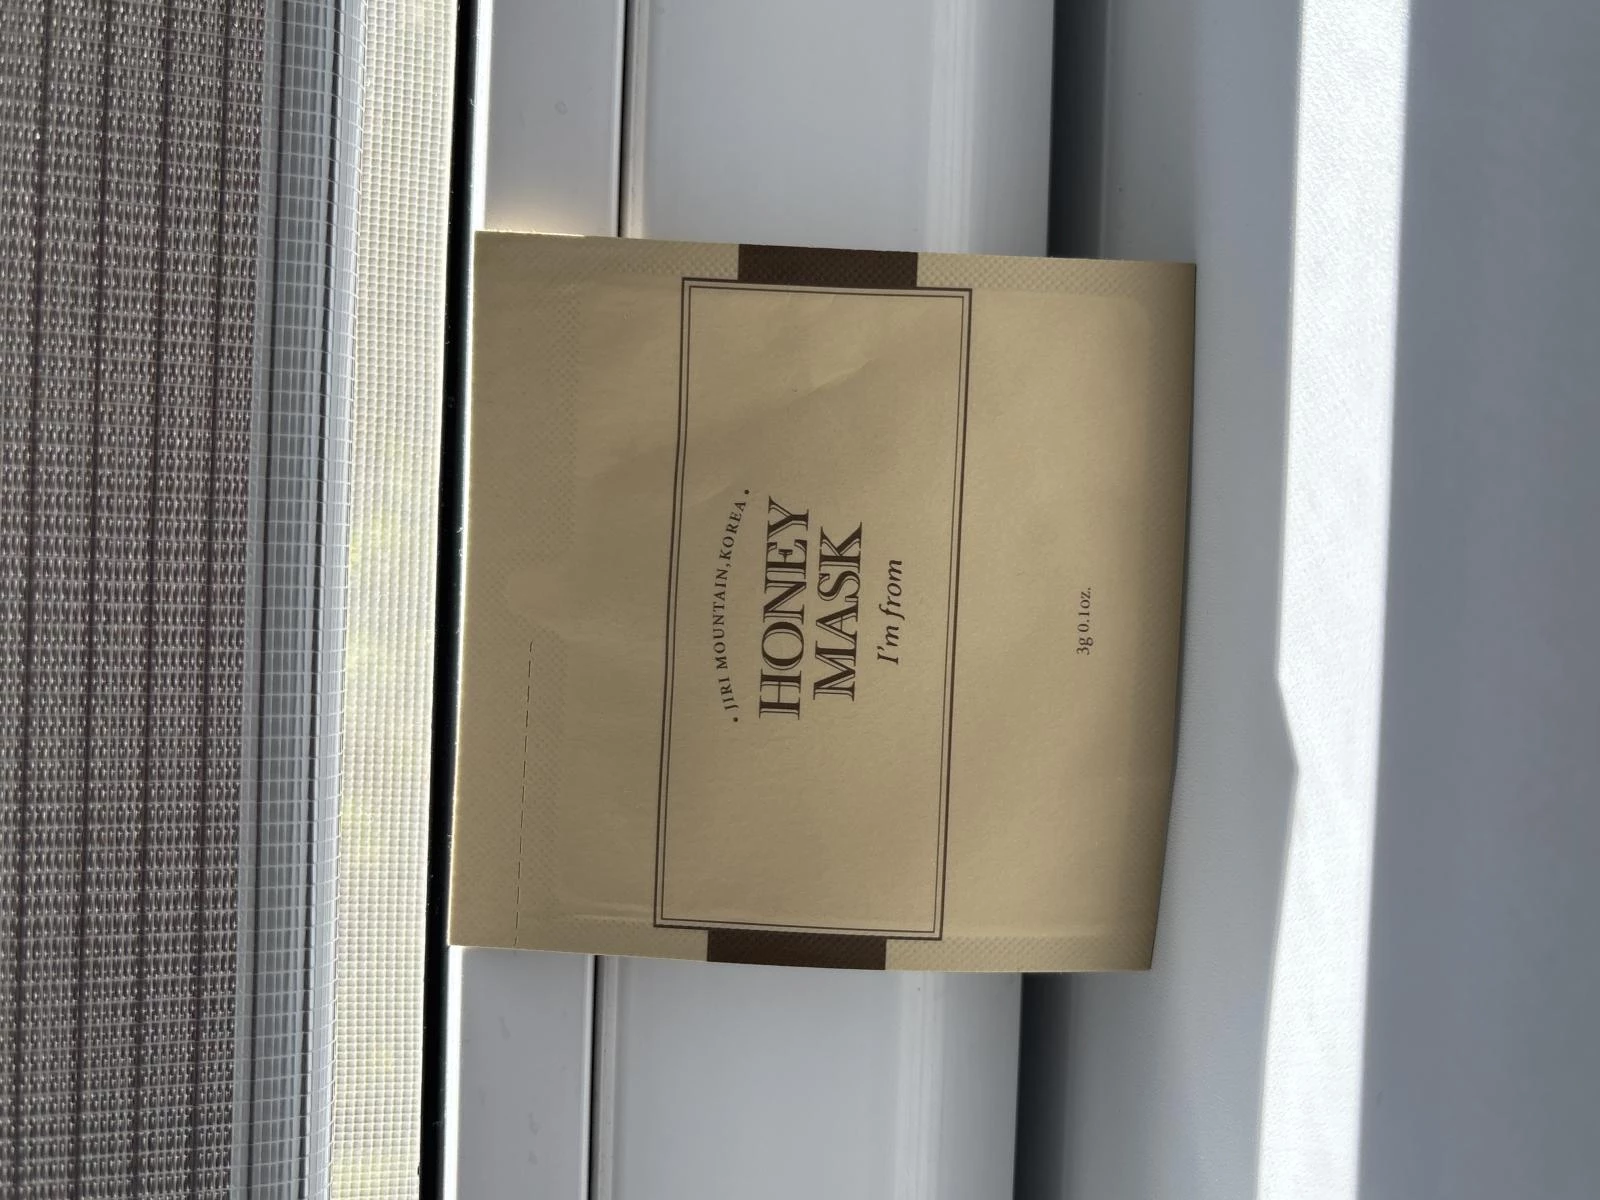 • JIRI MOUNTAIN, KOREA •
HONEY
MASK
I'm from
3g 0.1oz.